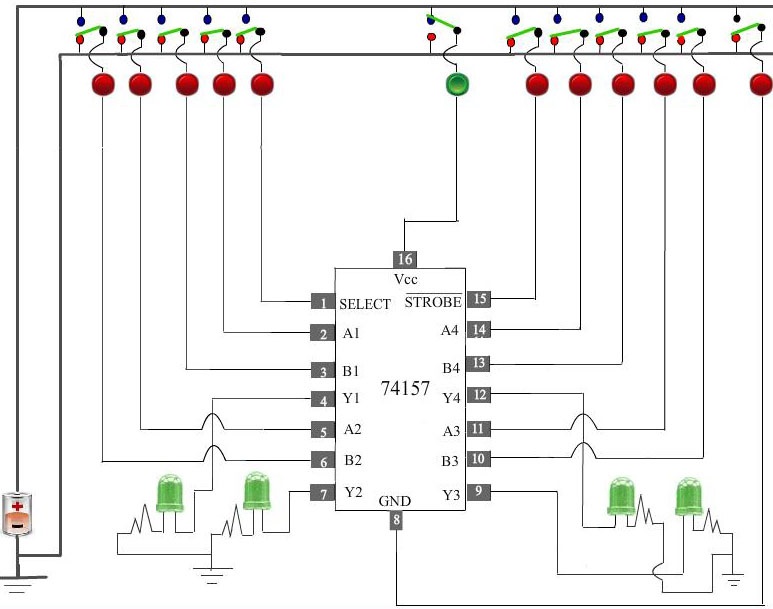 16
Vcc
1 SELECT STROBE 15
2 A1 A4 14
3 B1 B4 13
74157
4 Y1 Y4 12
5 A2 A3 11
6 B2 B3 10
7 Y2 Y3 9
GND
8
+
-